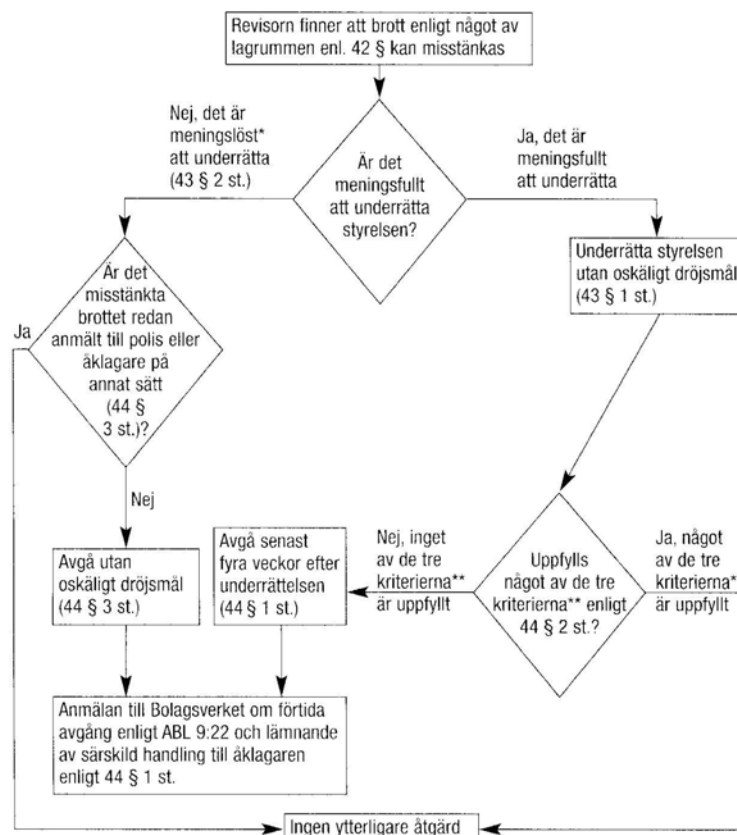 Revisorn finner att brott enligt något av
lagrummen enl. 42 § kan misstänkas
Nej, det är
meningslöst*
att underrätta
(43 § 2 st.)
Är det
meningsfullt
att underrätta
styrelsen?
Ja, det är
meningsfullt
att underrätta
Underrätta styrelsen
utan oskäligt dröjsmål
(43 § 1 st.)
Ja
Är det
misstänkta
brottet redan
anmält till polis eller
åklagare på
annat sätt
(44 §
3 st.)?
Nej
Avgå utan
oskäligt dröjsmål
(44 § 3 st.)
Avgå senast
fyra veckor efter
underrättelsen
(44 § 1 st.)
Nej, inget
av de tre
kriterierna**
är uppfyllt
Uppfylls
något av de tre
kriterierna** enligt
44 § 2 st.?
Ja, något
av de tre
kriterierna*
är uppfyllt
Anmälan till Bolagsverket om förtida
avgång enligt ABL 9:22 och lämnande
av särskild handling till åklagaren
enligt 44 § 1 st.
Ingen ytterligare åtgärd